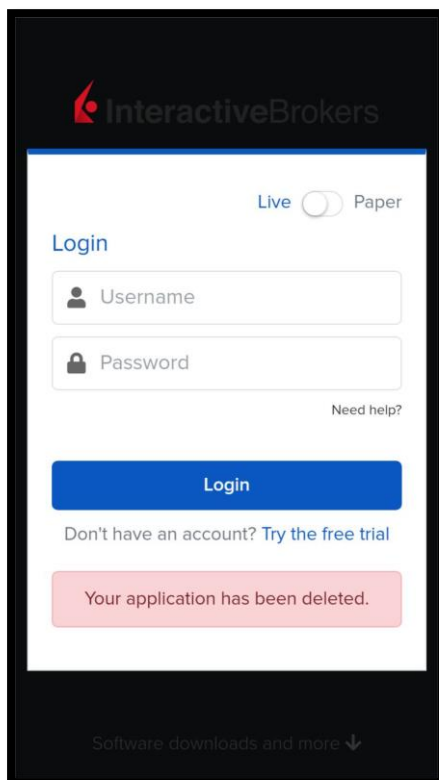 InteractiveBrokers
Live Paper
Login
Username
Password
Need help?
Login
Don't have an account? Try the free trial
Your application has been deleted.
Software downloads and more